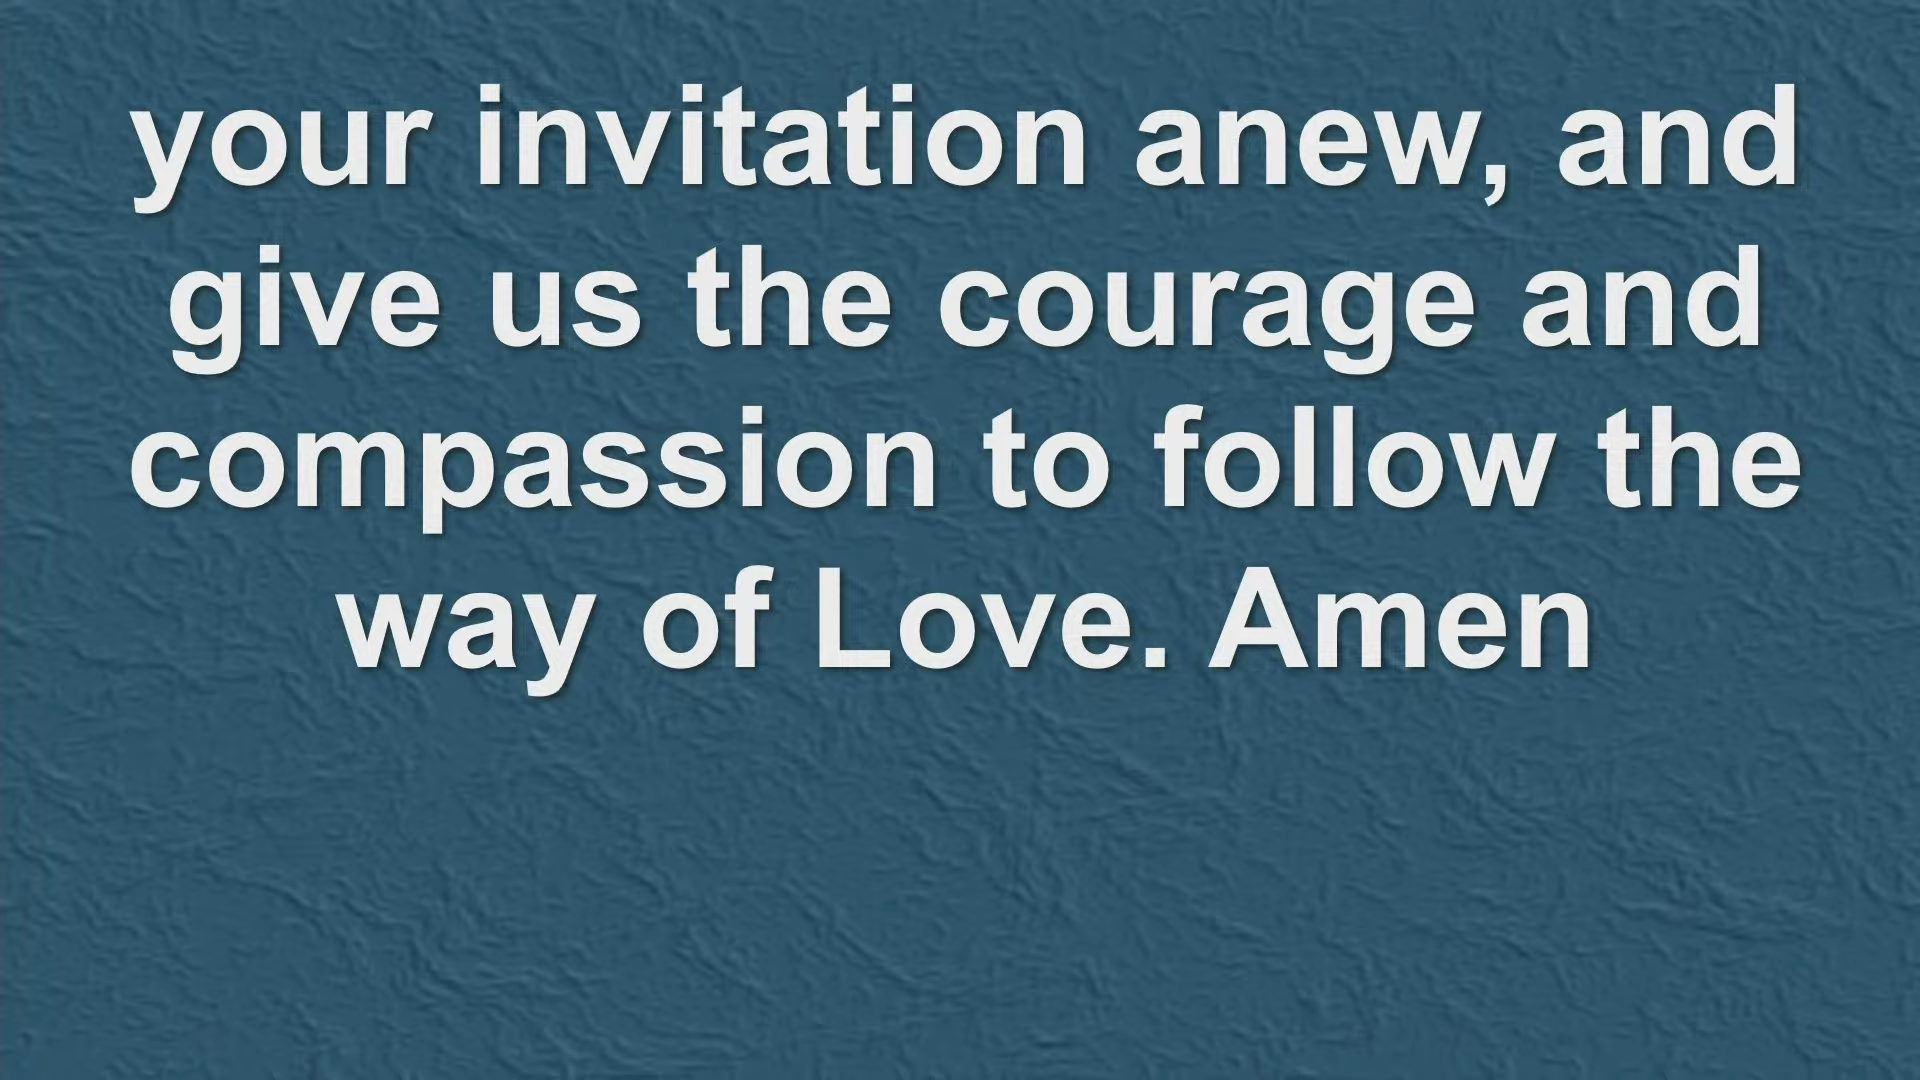 your invitation anew, and
give us the courage and
compassion to follow the
way of Love. Amen